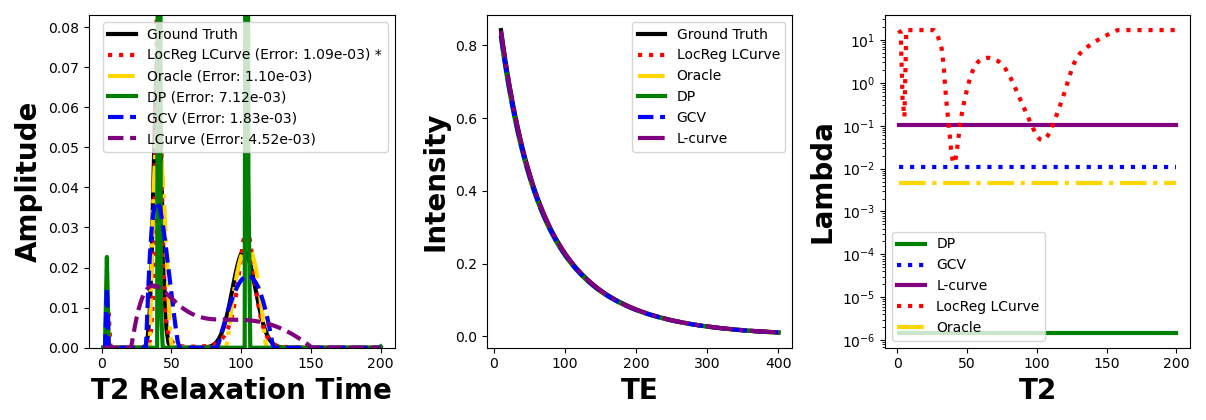 Amplitude
0.08
0.07
0.06
0.05
0.04
0.03
0.02
0.01
0.00
0 50 100 150 200
T2 Relaxation Time
Ground Truth
LocReg LCurve (Error: 1.09e-03) *
Oracle (Error: 1.10e-03)
DP (Error: 7.12e-03)
GCV (Error: 1.83e-03)
LCurve (Error: 4.52e-03)
Intensity
0.8
0.6
0.4
0.2
0.0
0 100 200 300 400
TE
Ground Truth
LocReg LCurve
Oracle
DP
GCV
L-curve
Lambda
10^1
10^0
10^-1
10^-2
10^-3
10^-4
10^-5
10^-6
0 50 100 150 200
T2
DP
GCV
L-curve
LocReg LCurve
Oracle